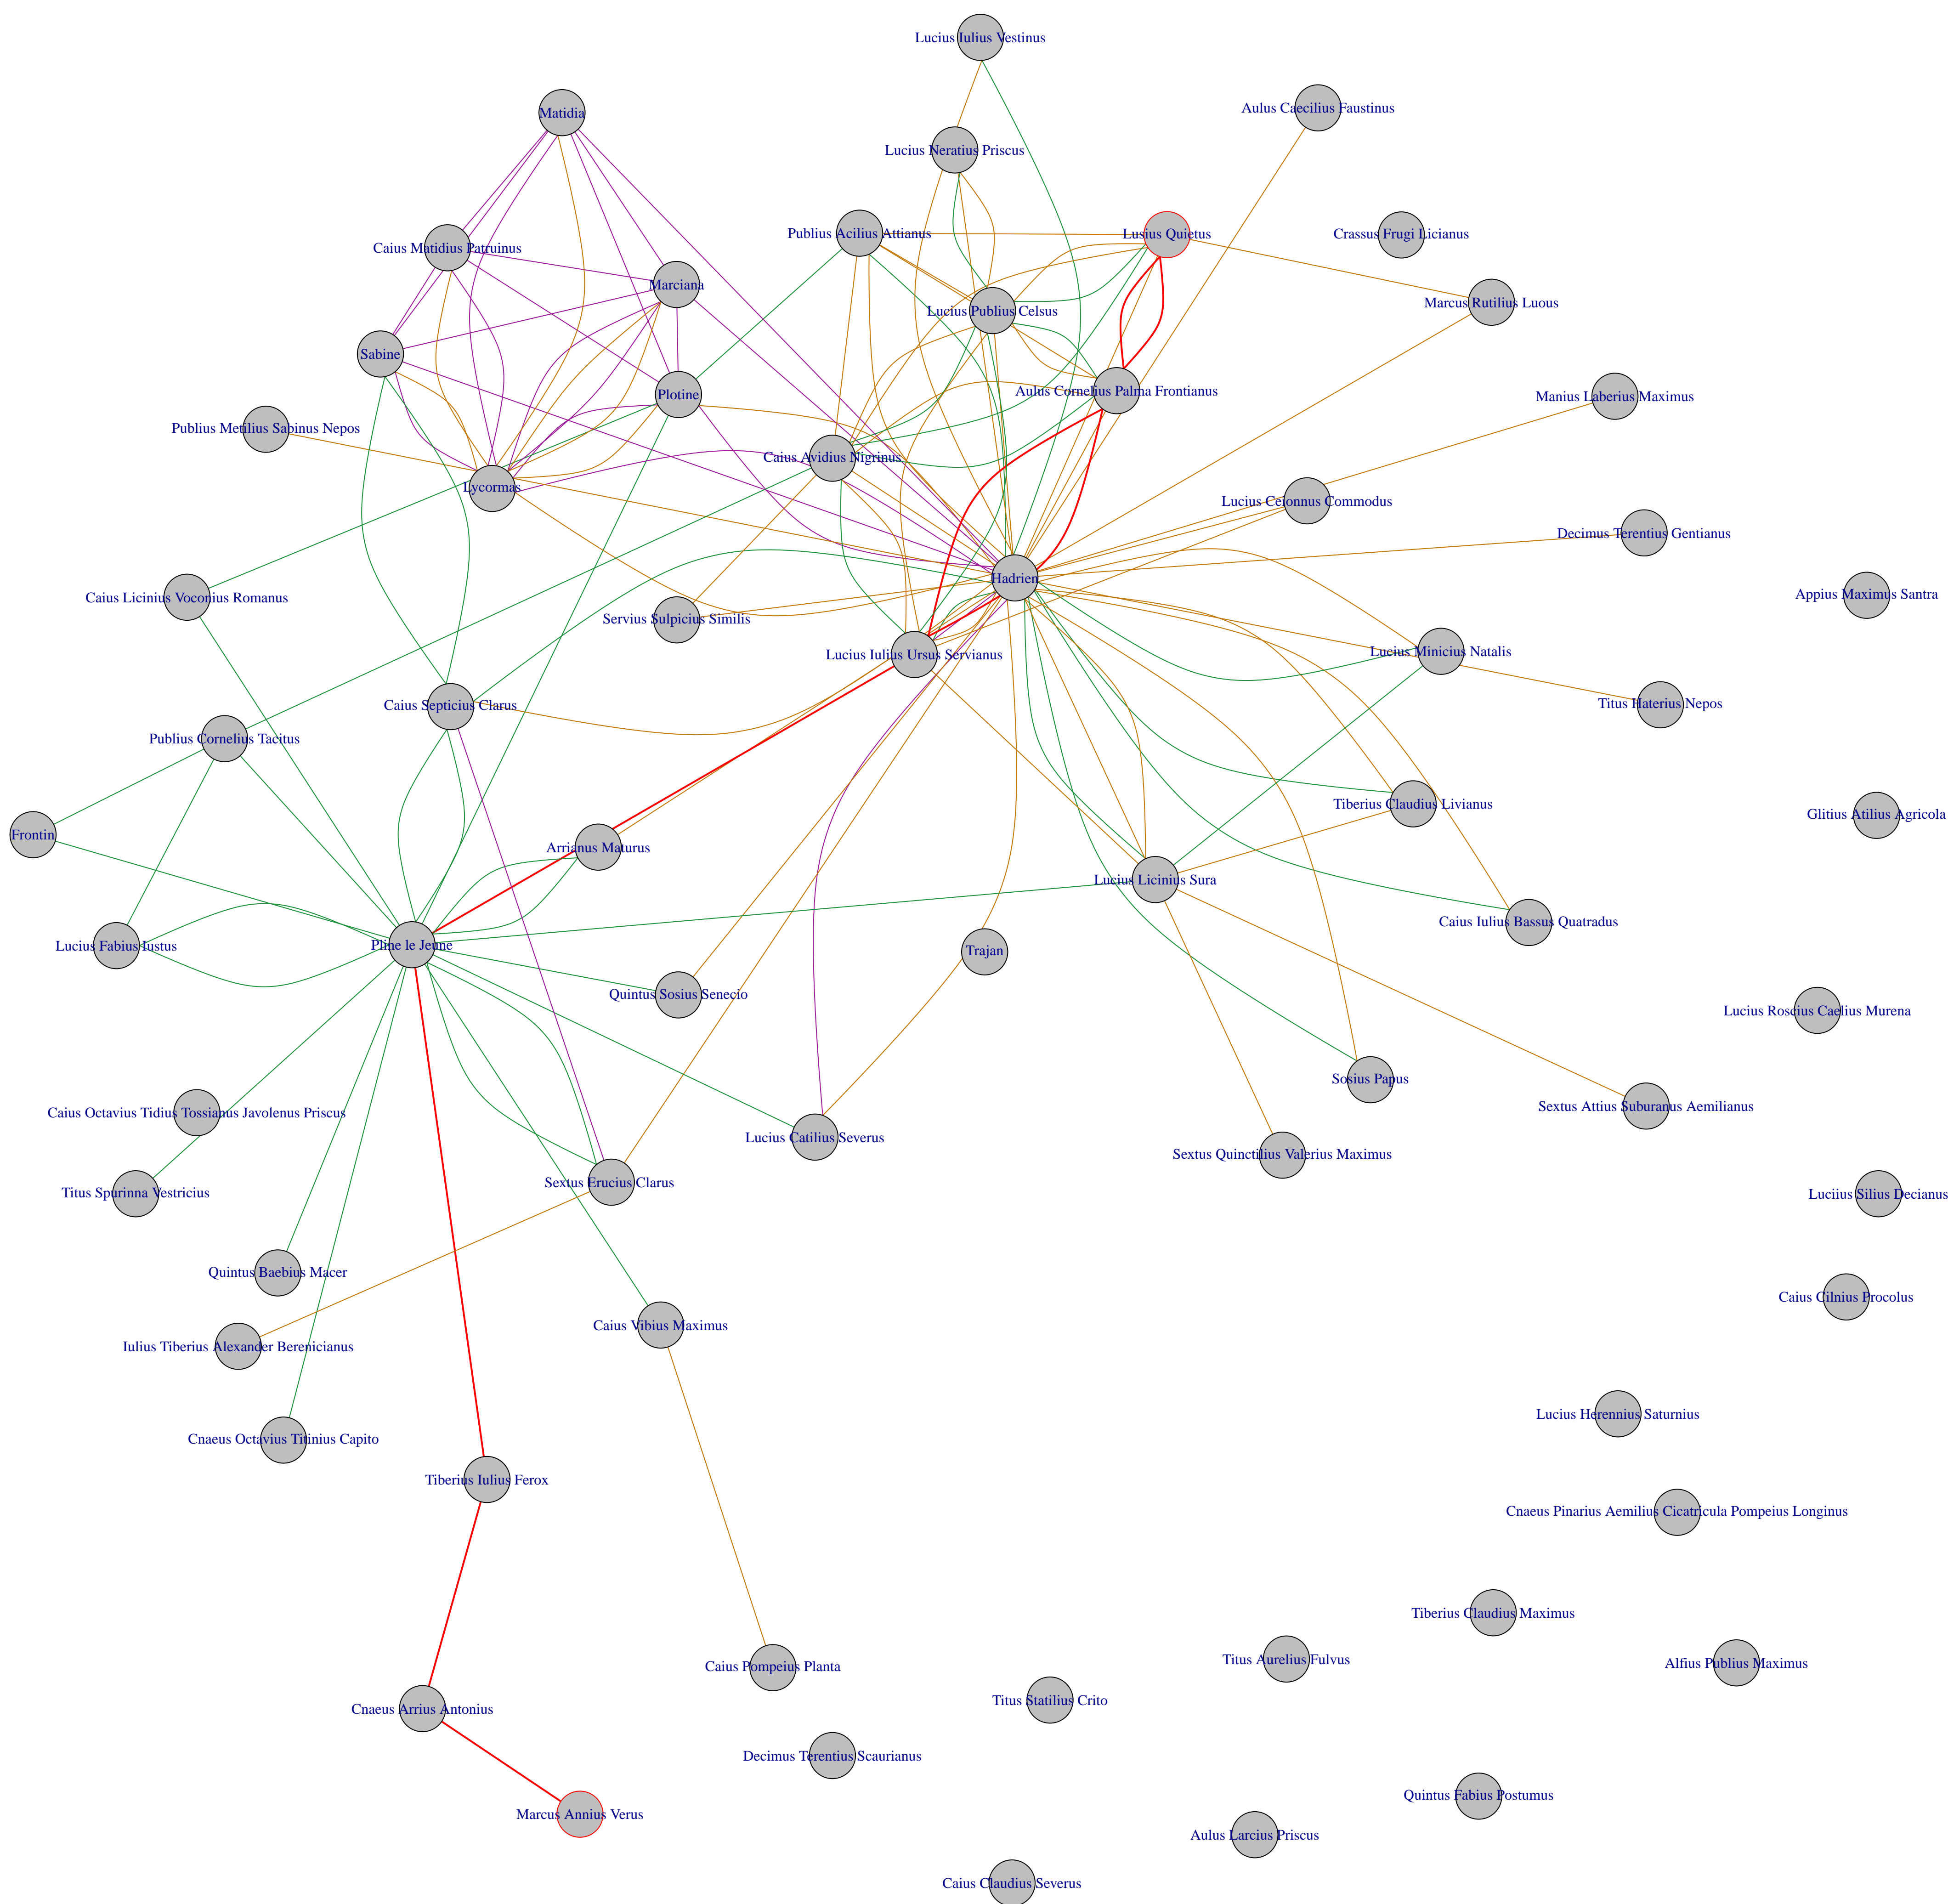 Lucius Iulius Vestinus
Aulus Caecilius Faustinus
Matidia
Lucius Neratius Priscus
Publius Acilius Attianus
Lusius Quietus
Crassus Frugi Licianus
Caius Matidius Patruinus
Marciana
Marcus Rutilius Luous
Lucius Publius Celsus
Sabine
Plotine
Aulus Cornelius Palma Frontianus
Manius Laberius Maximus
Publius Metilius Sabinus Nepos
Caius Avidius Nigrinus
Lycormas
Lucius Ceionnus Commodus
Decimus Terentius Gentianus
Hadrien
Caius Licinius Voconius Romanus
Appius Maximus Santra
Servius Sulpicius Similis
Lucius Iulius Ursus Servianus
Lucius Minicius Natalis
Caius Septicius Clarus
Titus Haterius Nepos
Publius Cornelius Tacitus
Tiberius Claudius Livianus
Glitius Atilius Agricola
Frontin
Arrianus Maturus
Lucius Licinius Sura
Caius Iulius Bassus Quatradus
Lucius Fabius Iustus
Pline le Jeune
Trajan
Quintus Sosius Senecio
Lucius Roscius Caelius Murena
Sosius Papus
Sextus Attius Suburanus Aemilianus
Caius Octavius Tidius Tossianus Javolenus Priscus
Lucius Catilius Severus
Sextus Quinctilius Valerius Maximus
Sextus Erucius Clarus
Titus Spurinna Vestricius
Luciius Silius Decianus
Quintus Baebius Macer
Caius Cilnius Procolus
Caius Vibius Maximus
Iulius Tiberius Alexander Berenicianus
Lucius Herennius Saturnius
Cnaeus Octavius Titinius Capito
Tiberius Iulius Ferox
Cnaeus Pinarius Aemilius Cicatricula Pompeius Longinus
Tiberius Claudius Maximus
Titus Aurelius Fulvus
Alfius Publius Maximus
Caius Pompeius Planta
Titus Statilius Crito
Cnaeus Arrius Antonius
Decimus Terentius Scaurianus
Quintus Fabius Postumus
Marcus Annius Verus
Aulus Larcius Priscus
Caius Claudius Severus